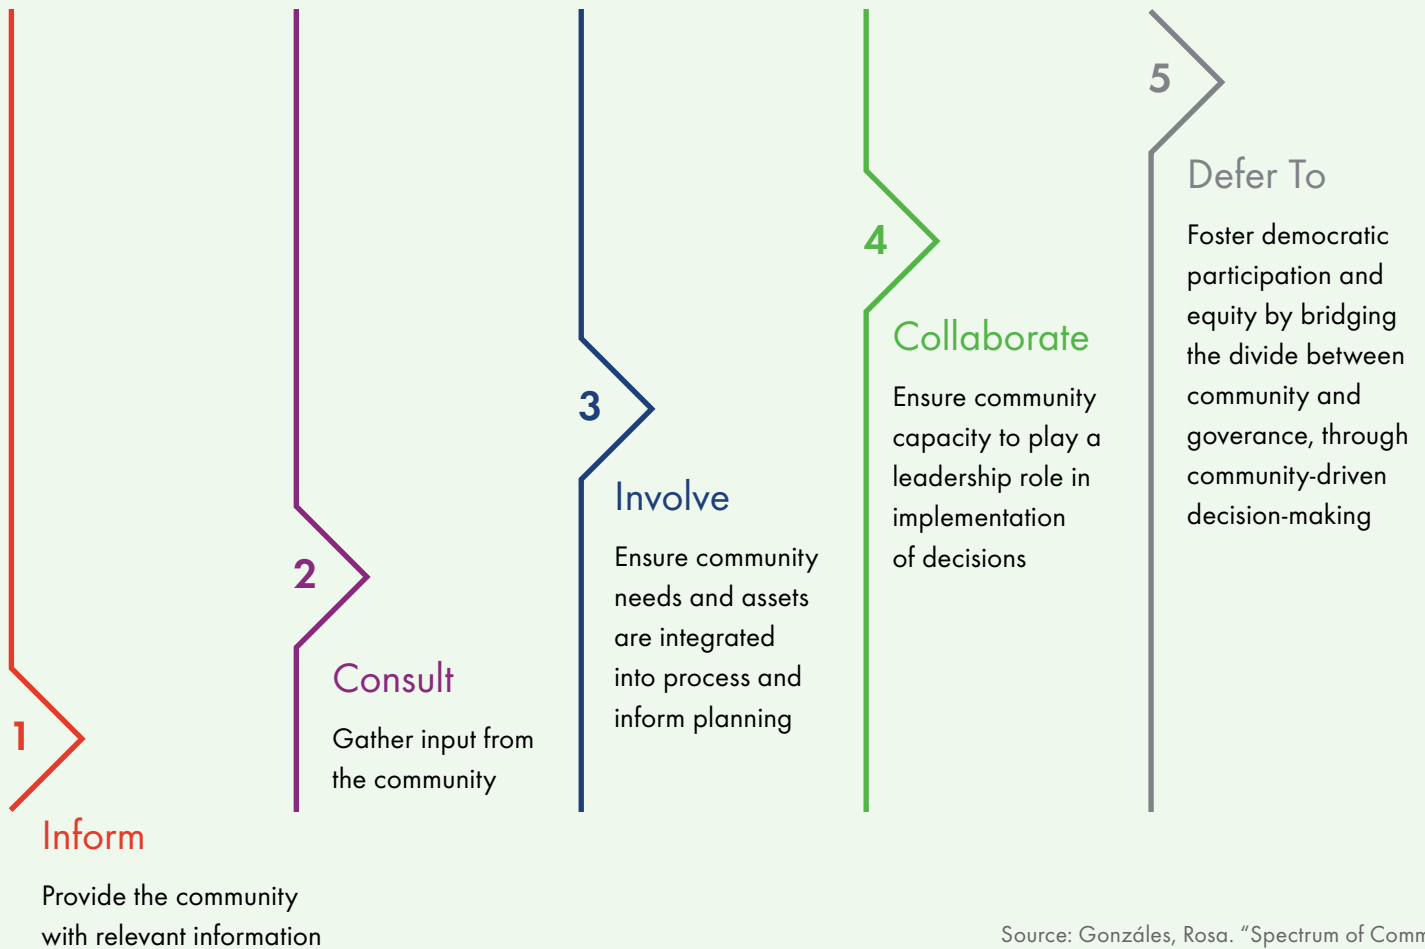 1
Inform
Provide the community
with relevant information
2
Consult
Gather input from
the community
3
Involve
Ensure community
needs and assets
are integrated
into process and
inform planning
4
Collaborate
Ensure community
capacity to play a
leadership role in
implementation
of decisions
5
Defer To
Foster democratic
participation and
equity by bridging
the divide between
community and
goverance, through
community-driven
decision-making
Source: Gonzáles, Rosa. “Spectrum of Comm